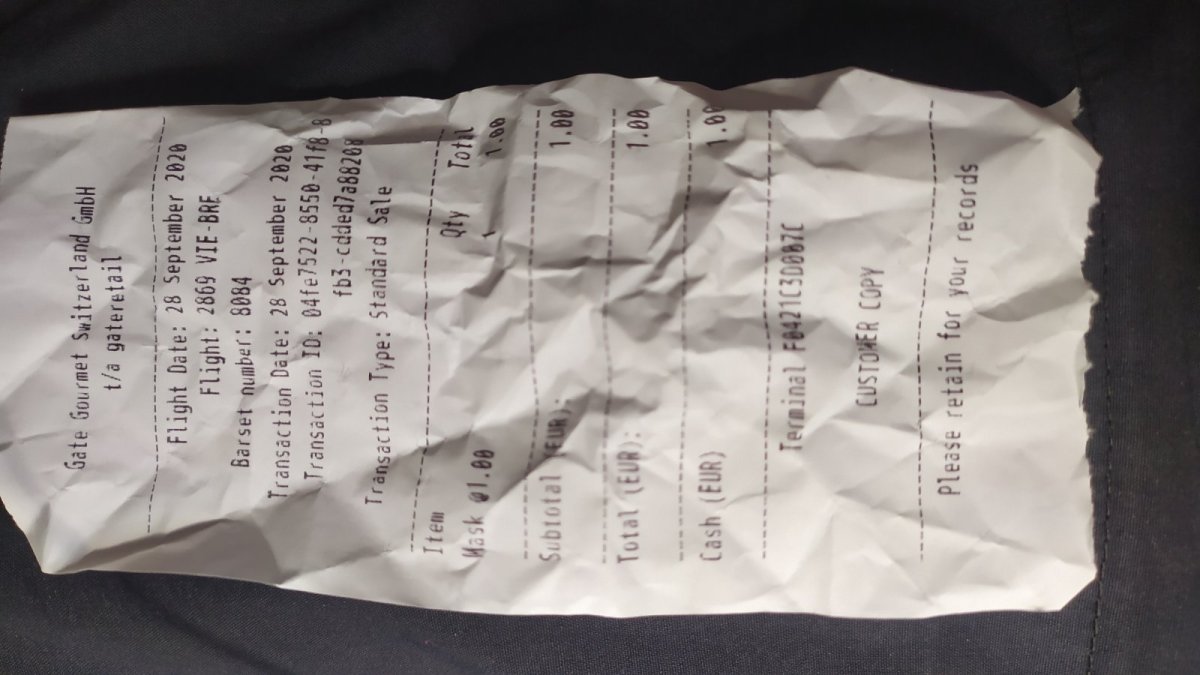 Gate Gourmet Switzerland GmbH
t/a gateretail
Flight Date: 28 September 2020
Flight: 2869 VIE-BRE
Barset number: 8084
Transaction Date: 28 September 2020
Transaction ID: 04fe7522-8550-41f8-8
fb3-cdded7a88208
Transaction Type: Standard Sale
Item Qty Total
Mask @1.00 1 1.00
Subtotal (EUR): 1.00
Total (EUR): 1.00
Cash (EUR) 1.00
Terminal F0421C3D007C
CUSTOMER COPY
Please retain for your records